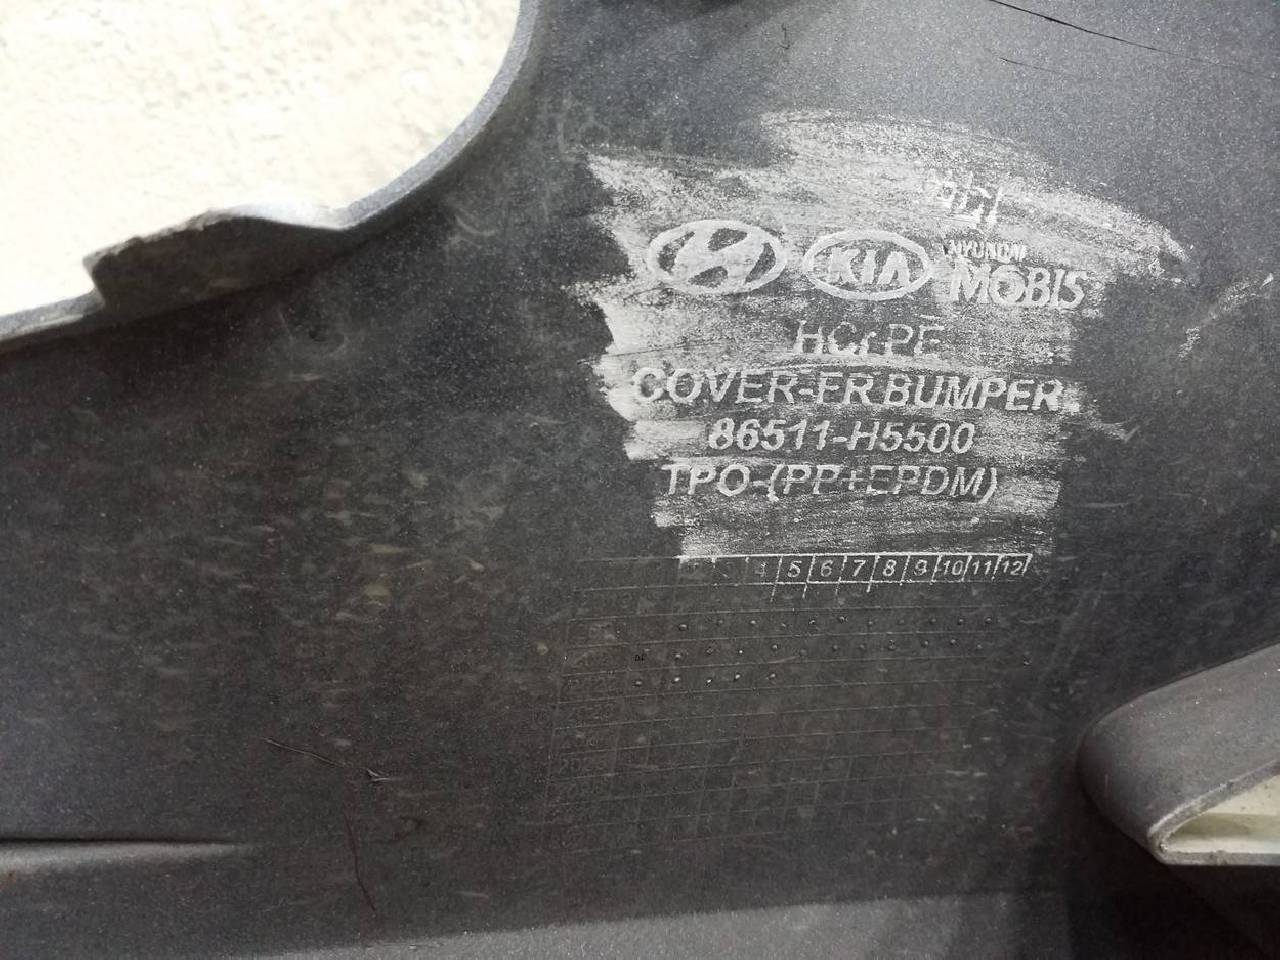 KIA
HYUNDAI
MOBIS
HCrPE
COVER-FR.BUMPER
86511-H5500
TPO-(PP+EPDM)
4 5 6 7 8 9 10 11 12